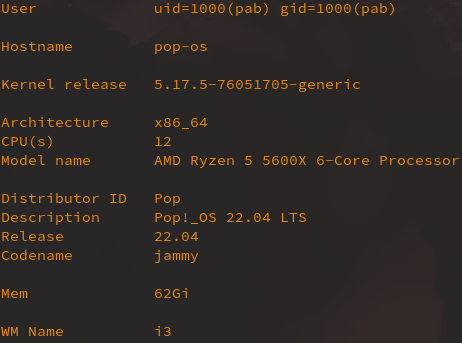 User uid=1000(pab) gid=1000(pab)
Hostname pop-os
Kernel release 5.17.5-76051705-generic
Architecture x86_64
CPU(s) 12
Model name AMD Ryzen 5 5600X 6-Core Processor
Distributor ID Pop
Description Pop!_OS 22.04 LTS
Release 22.04
Codename jammy
Mem 62Gi
WM Name i3